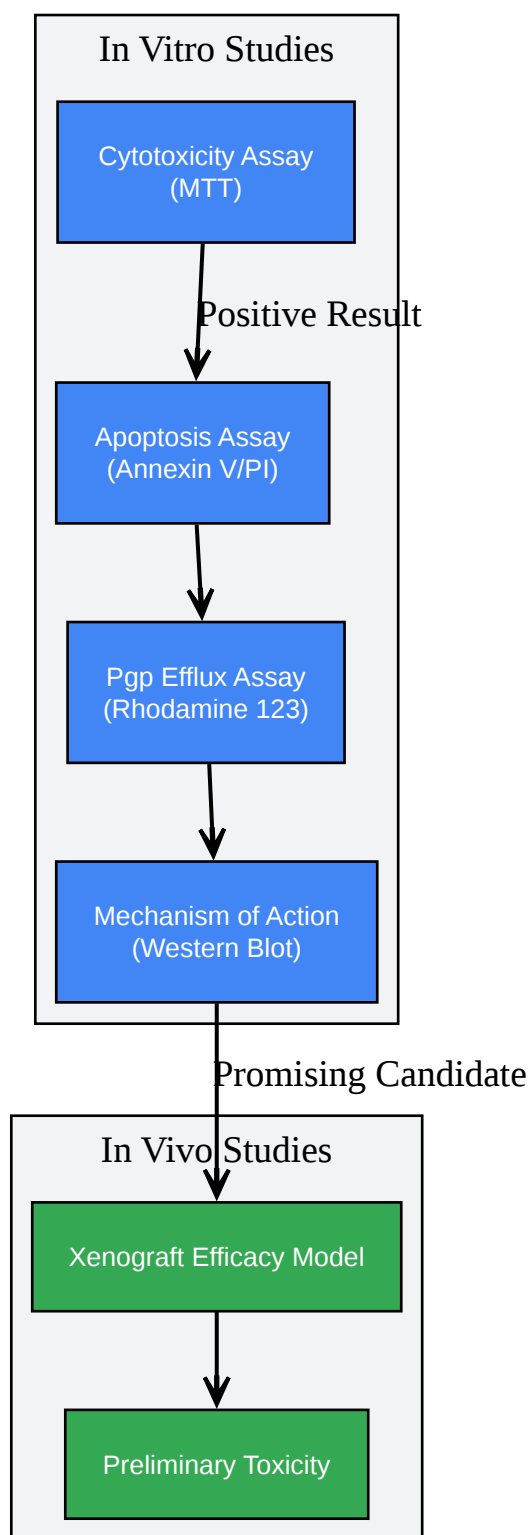 In Vitro Studies
Cytotoxicity Assay
(MTT)
Positive Result
Apoptosis Assay
(Annexin V/PI)
Pgp Efflux Assay
(Rhodamine 123)
Mechanism of Action
(Western Blot)
Promising Candidate
In Vivo Studies
Xenograft Efficacy Model
Preliminary Toxicity